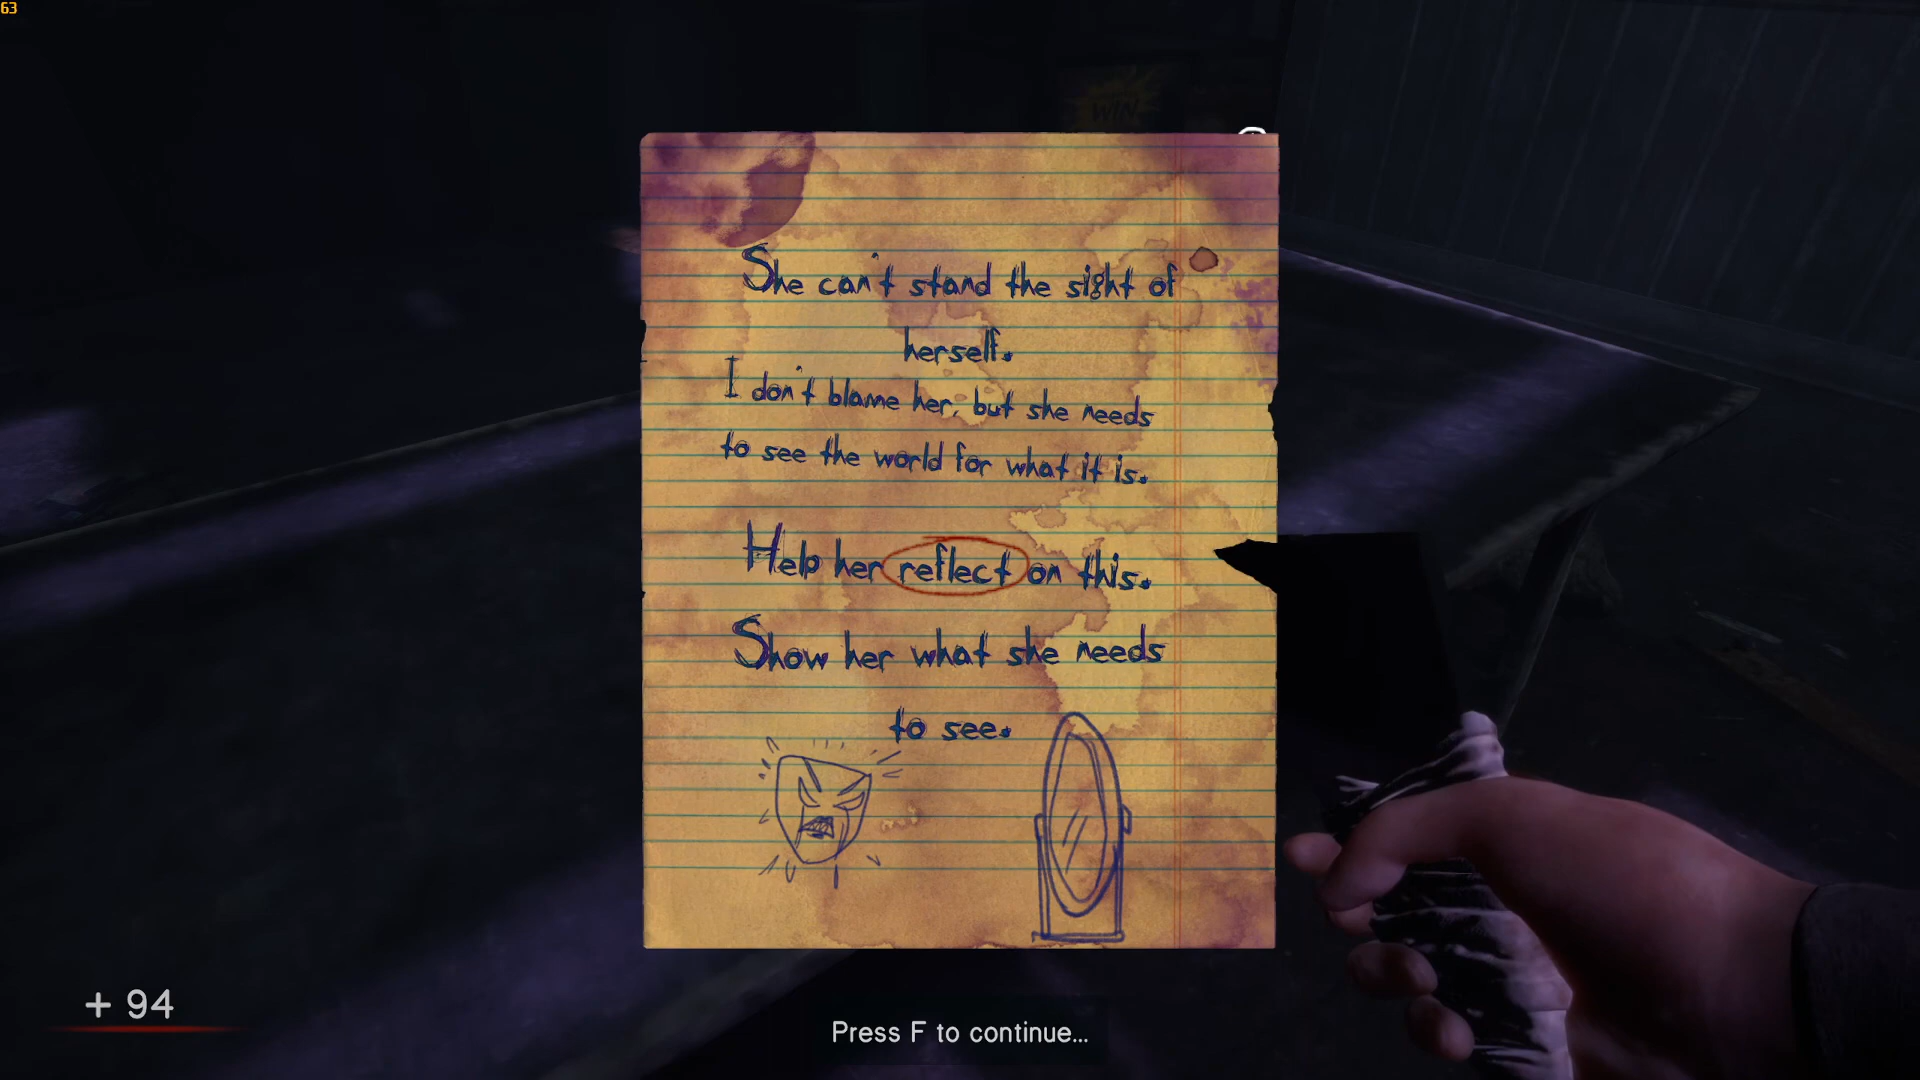 63
WIN
She can't stand the sight of
herself.
I don't blame her, but she needs
to see the world for what it is.
Help her reflect on this.
Show her what she needs
to see.
+ 94
Press F to continue...